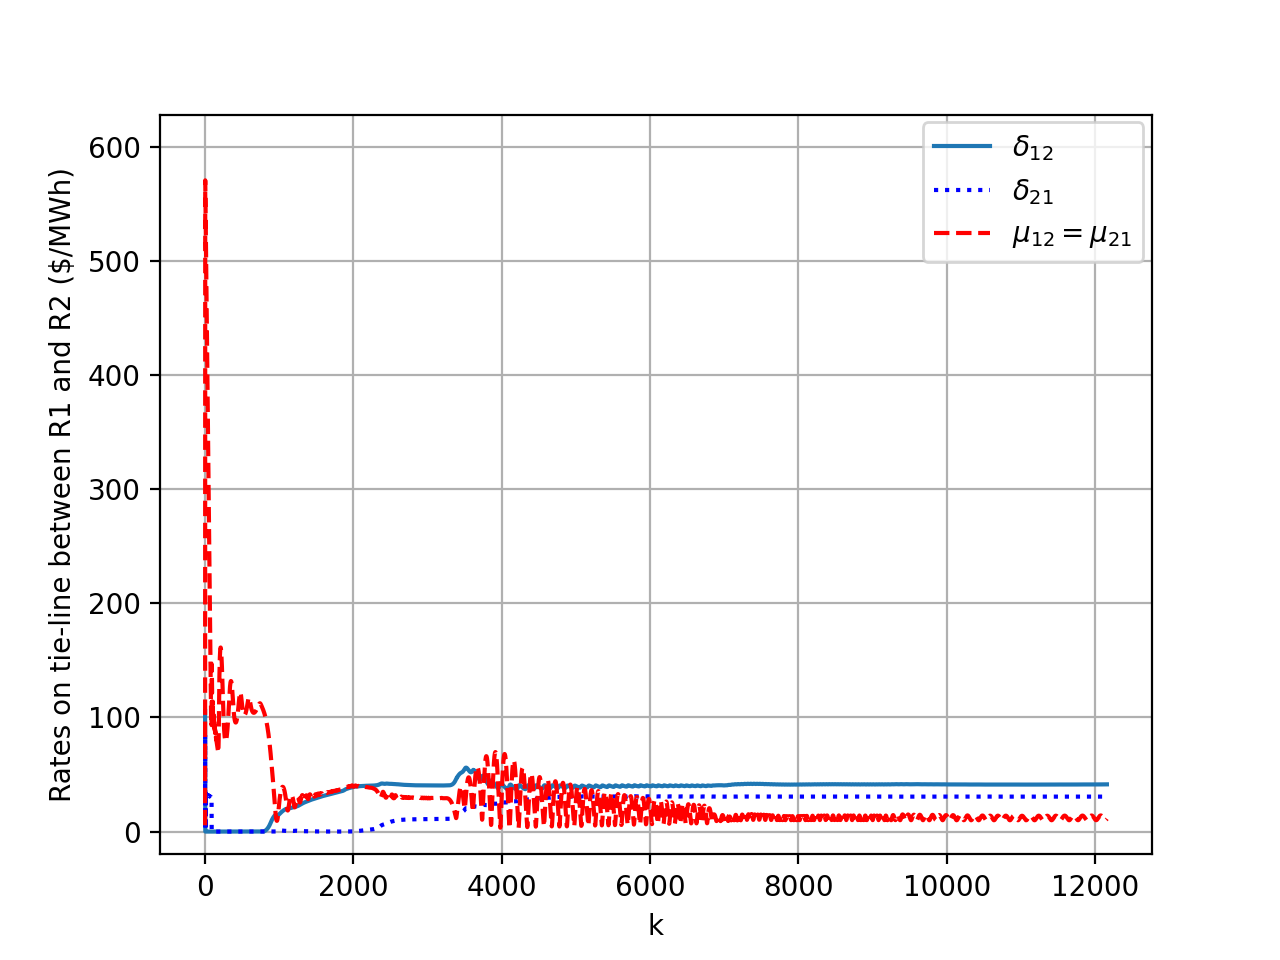 600
500
400
300
200
100
0
Rates on tie-line between R1 and R2 ($/MWh)
δ₁₂
δ₂₁
μ₁₂ = μ₂₁
0 2000 4000 6000 8000 10000 12000
k